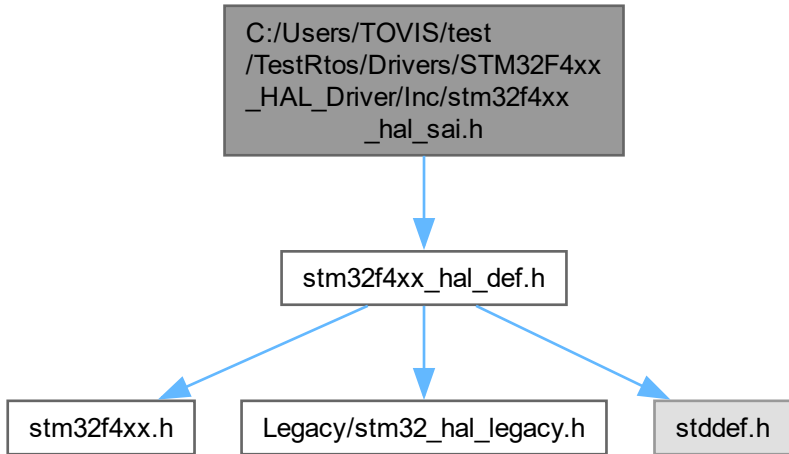 C:/Users/TOVIS/test
/TestRtos/Drivers/STM32F4xx
_HAL_Driver/Inc/stm32f4xx
_hal_sai.h
stm32f4xx_hal_def.h
stm32f4xx.h
Legacy/stm32_hal_legacy.h
stddef.h